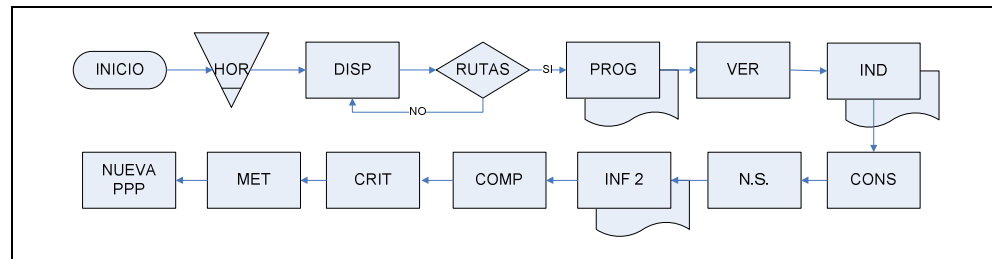 INICIO
HOR
DISP
RUTAS
SI
PROG
VER
IND
NO
NUEVA
PPP
MET
CRIT
COMP
INF 2
N.S.
CONS